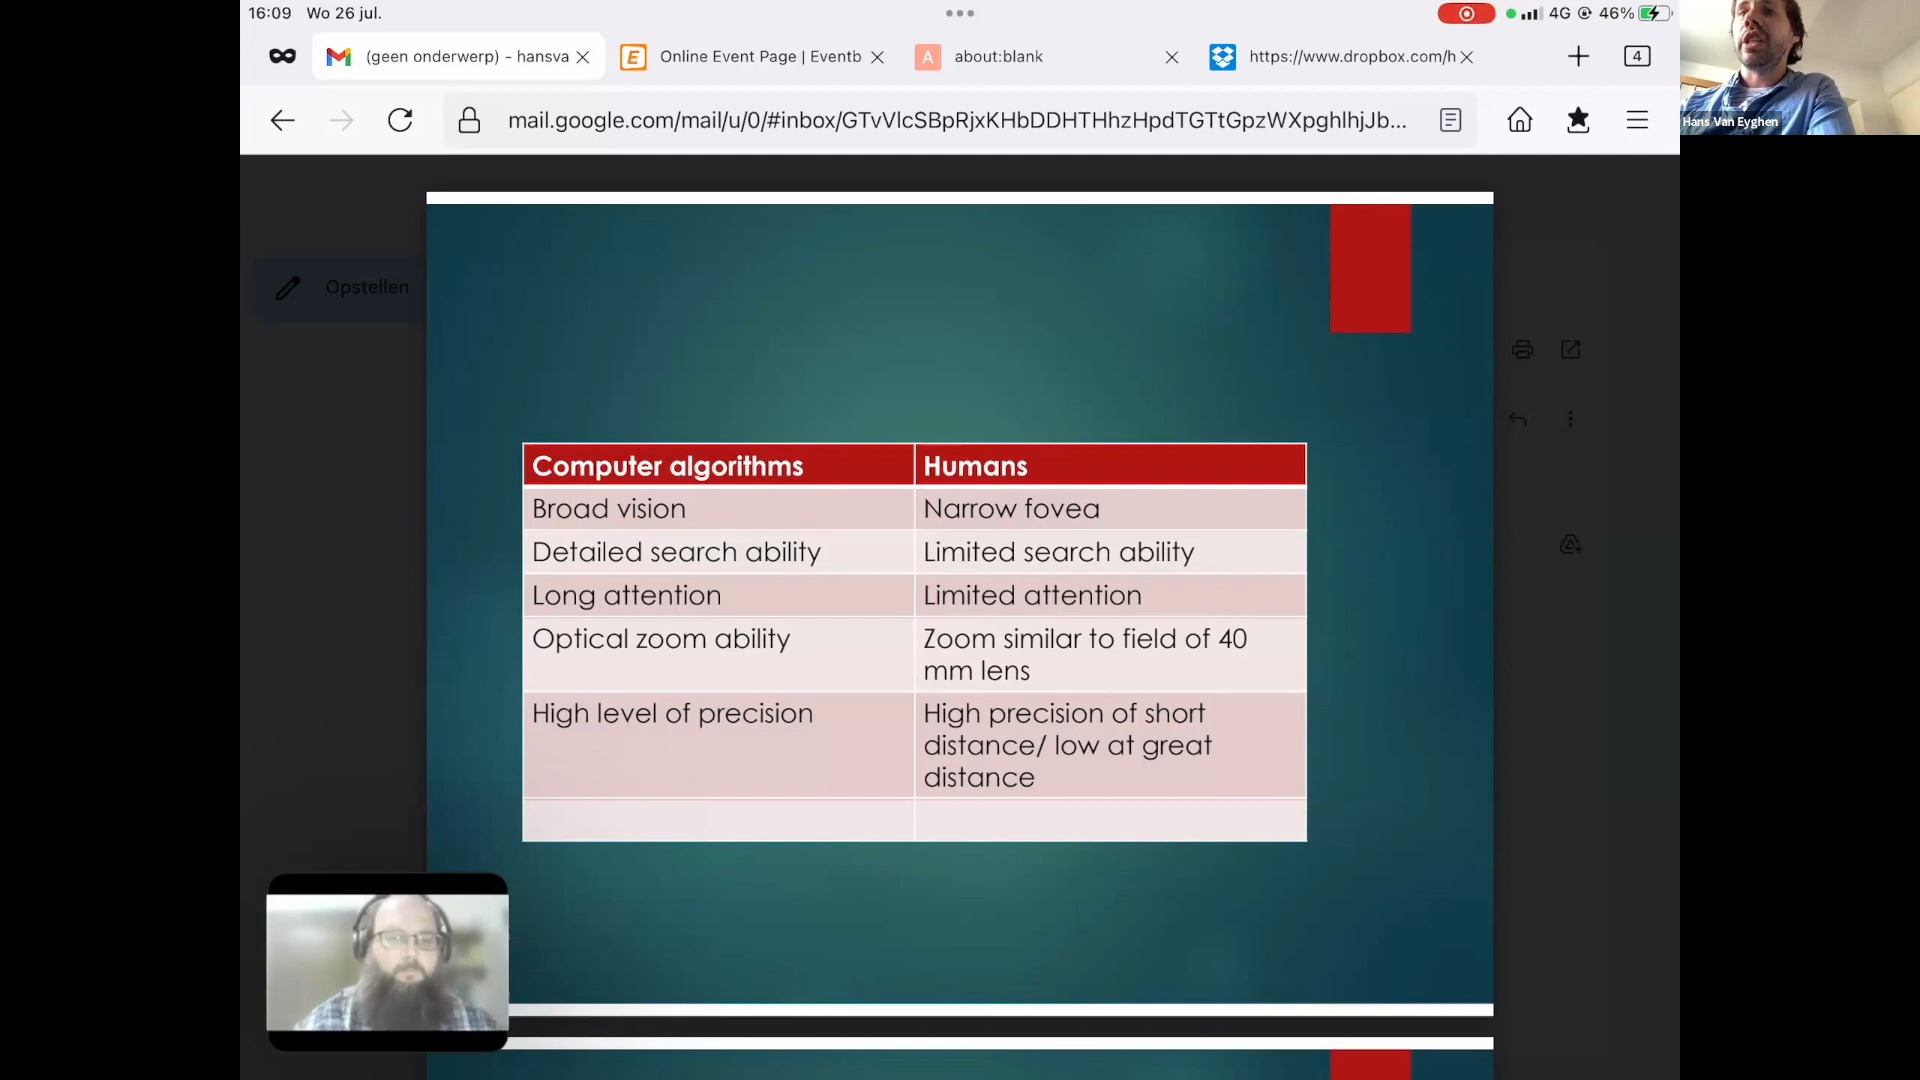 16:09 Wo 26 jul.
4G 46%
(geen onderwerp) - hansva
Online Event Page | Eventb
A about:blank
https://www.dropbox.com/h
4
mail.google.com/mail/u/0/#inbox/GTvVlcSBpRjxKHbDDHTHhzHpdTGTtGpzWXpghlhjJb...
Hans Van Eyghen
Opstellen
Computer algorithms Humans
Broad vision Narrow fovea
Detailed search ability Limited search ability
Long attention Limited attention
Optical zoom ability Zoom similar to field of 40
mm lens
High level of precision High precision of short
distance/ low at great
distance